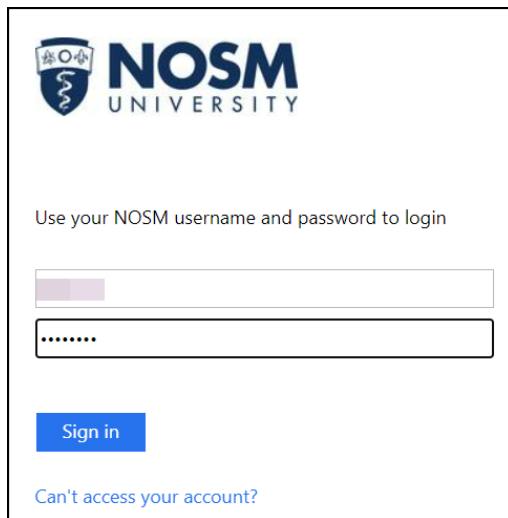 NOSM
UNIVERSITY
Use your NOSM username and password to login
••••••••
Sign in
Can't access your account?